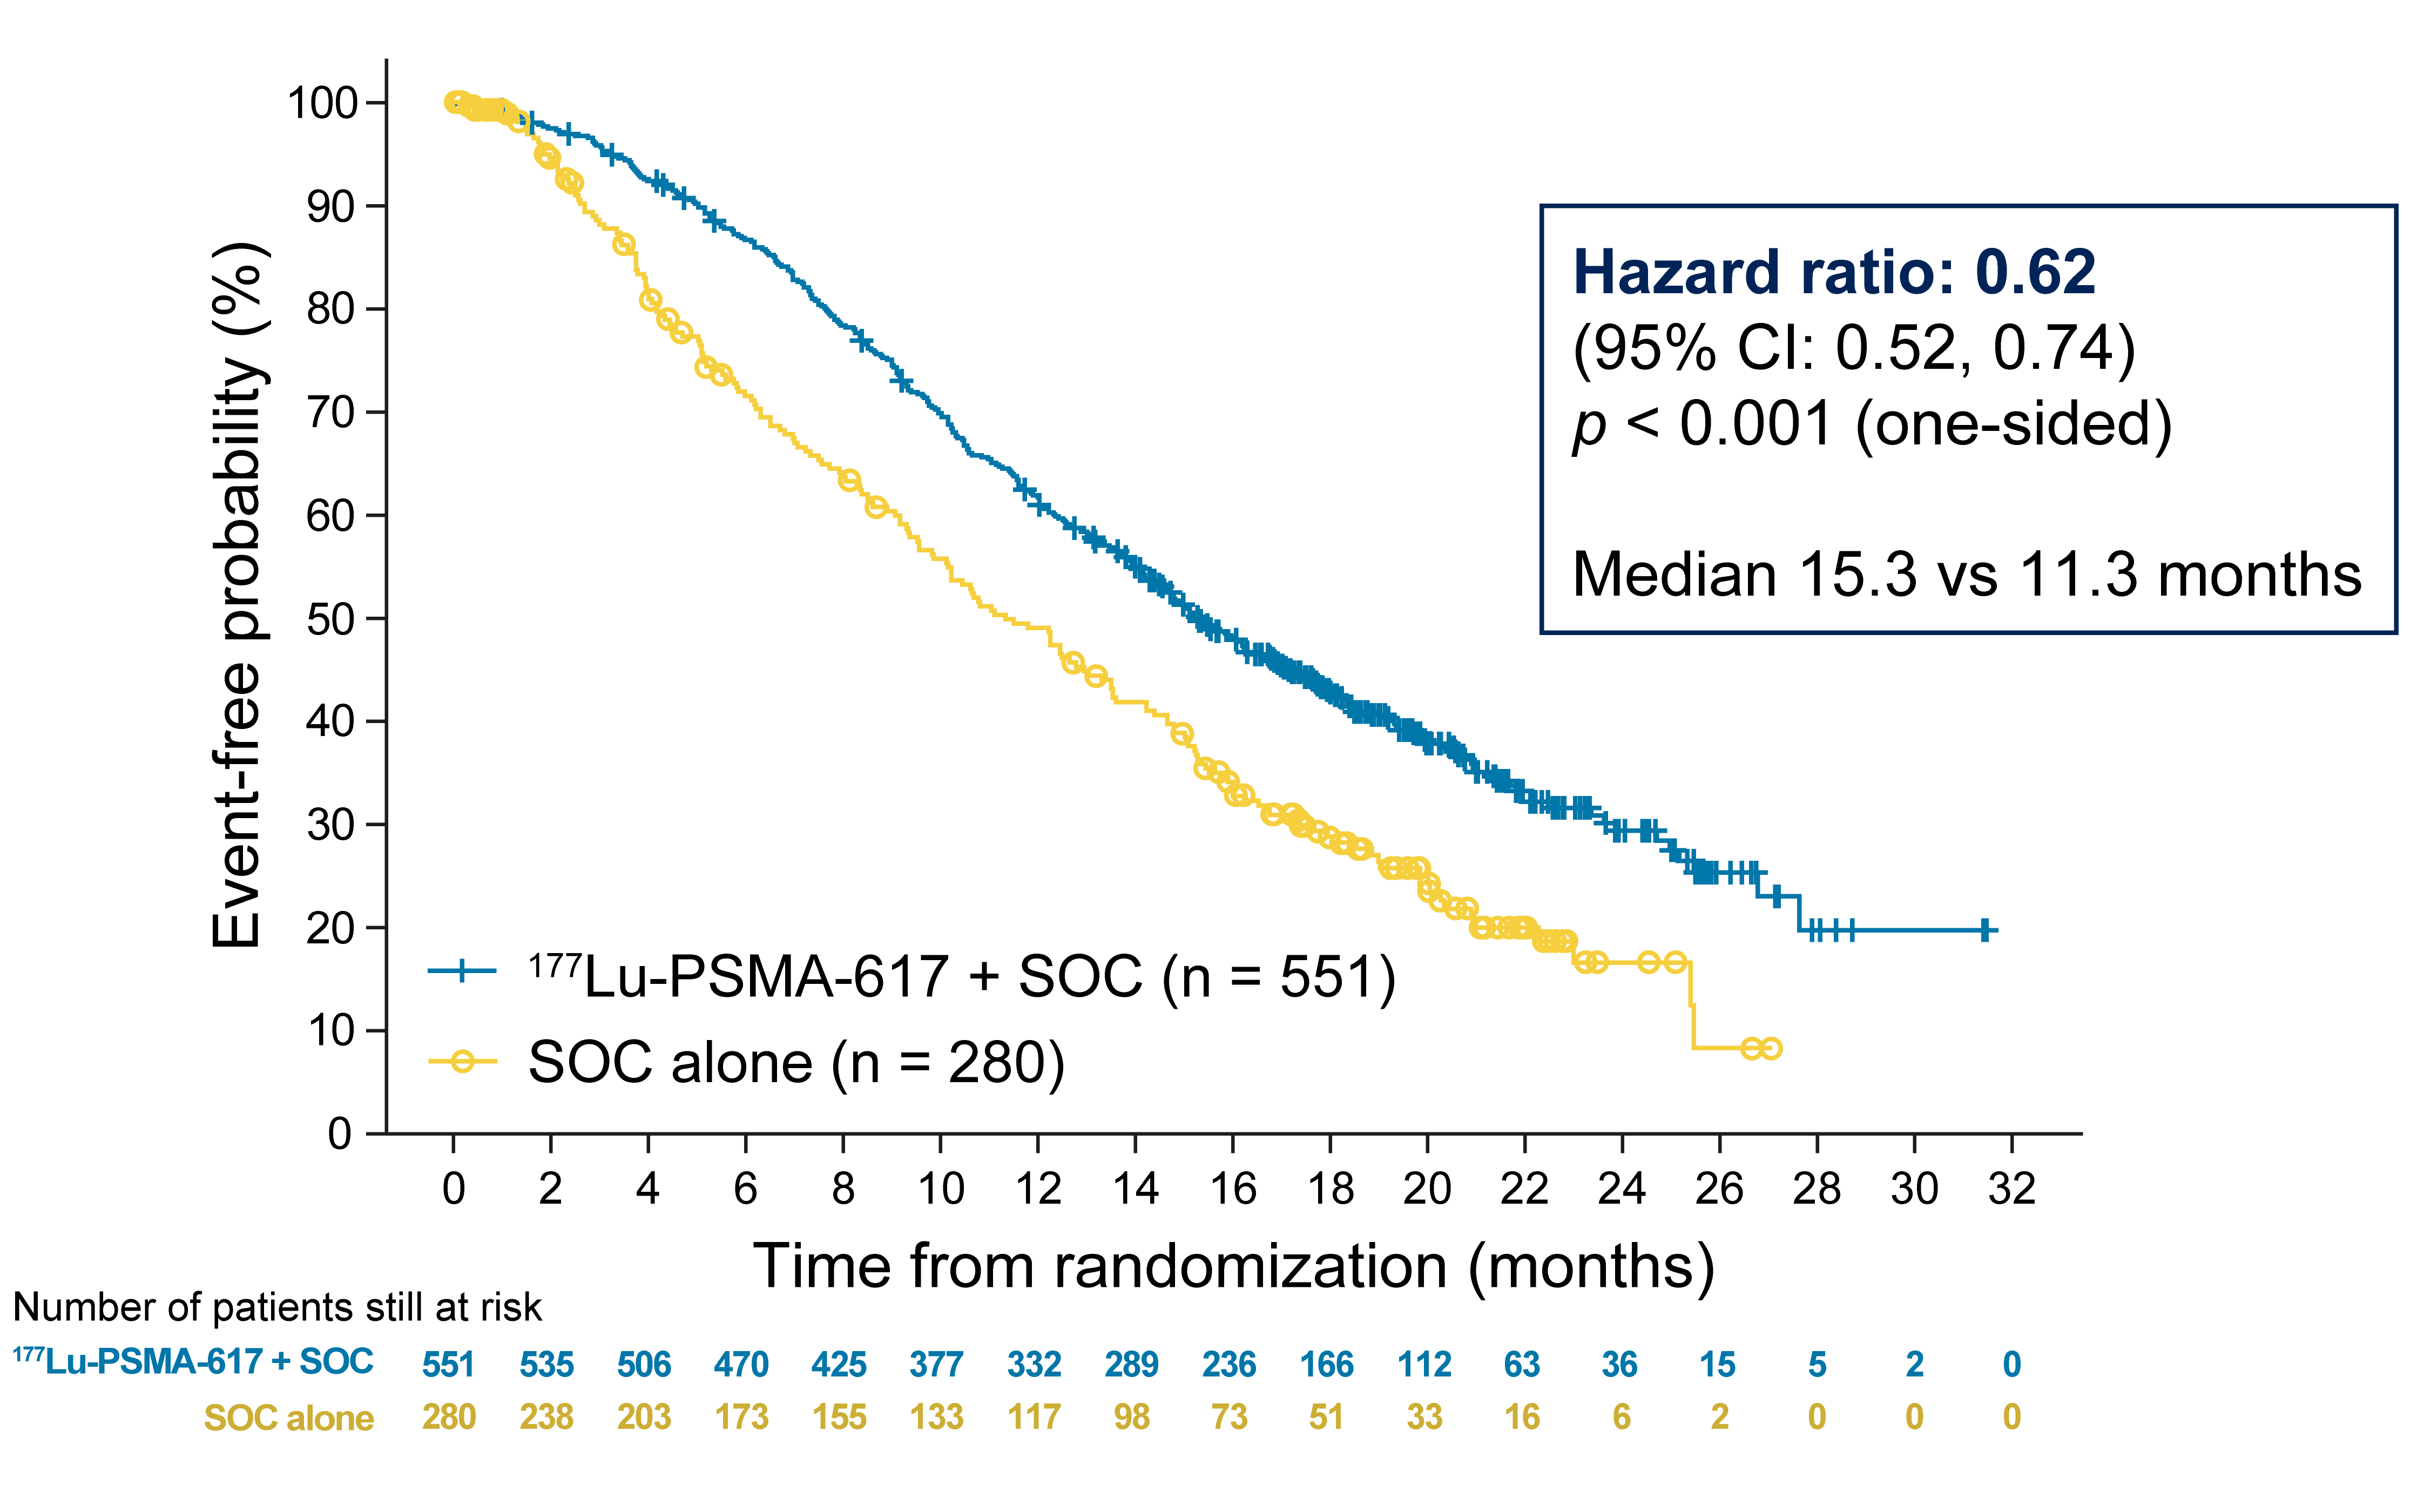 Event-free probability (%)
100
90
80
70
60
50
40
30
20
10
0
Hazard ratio: 0.62
(95% CI: 0.52, 0.74)
p < 0.001 (one-sided)
Median 15.3 vs 11.3 months
¹⁷⁷Lu-PSMA-617 + SOC (n = 551)
SOC alone (n = 280)
0 2 4 6 8 10 12 14 16 18 20 22 24 26 28 30 32
Time from randomization (months)
Number of patients still at risk
¹⁷⁷Lu-PSMA-617 + SOC 551 535 506 470 425 377 332 289 236 166 112 63 36 15 5 2 0
SOC alone 280 238 203 173 155 133 117 98 73 51 33 16 6 2 0 0 0